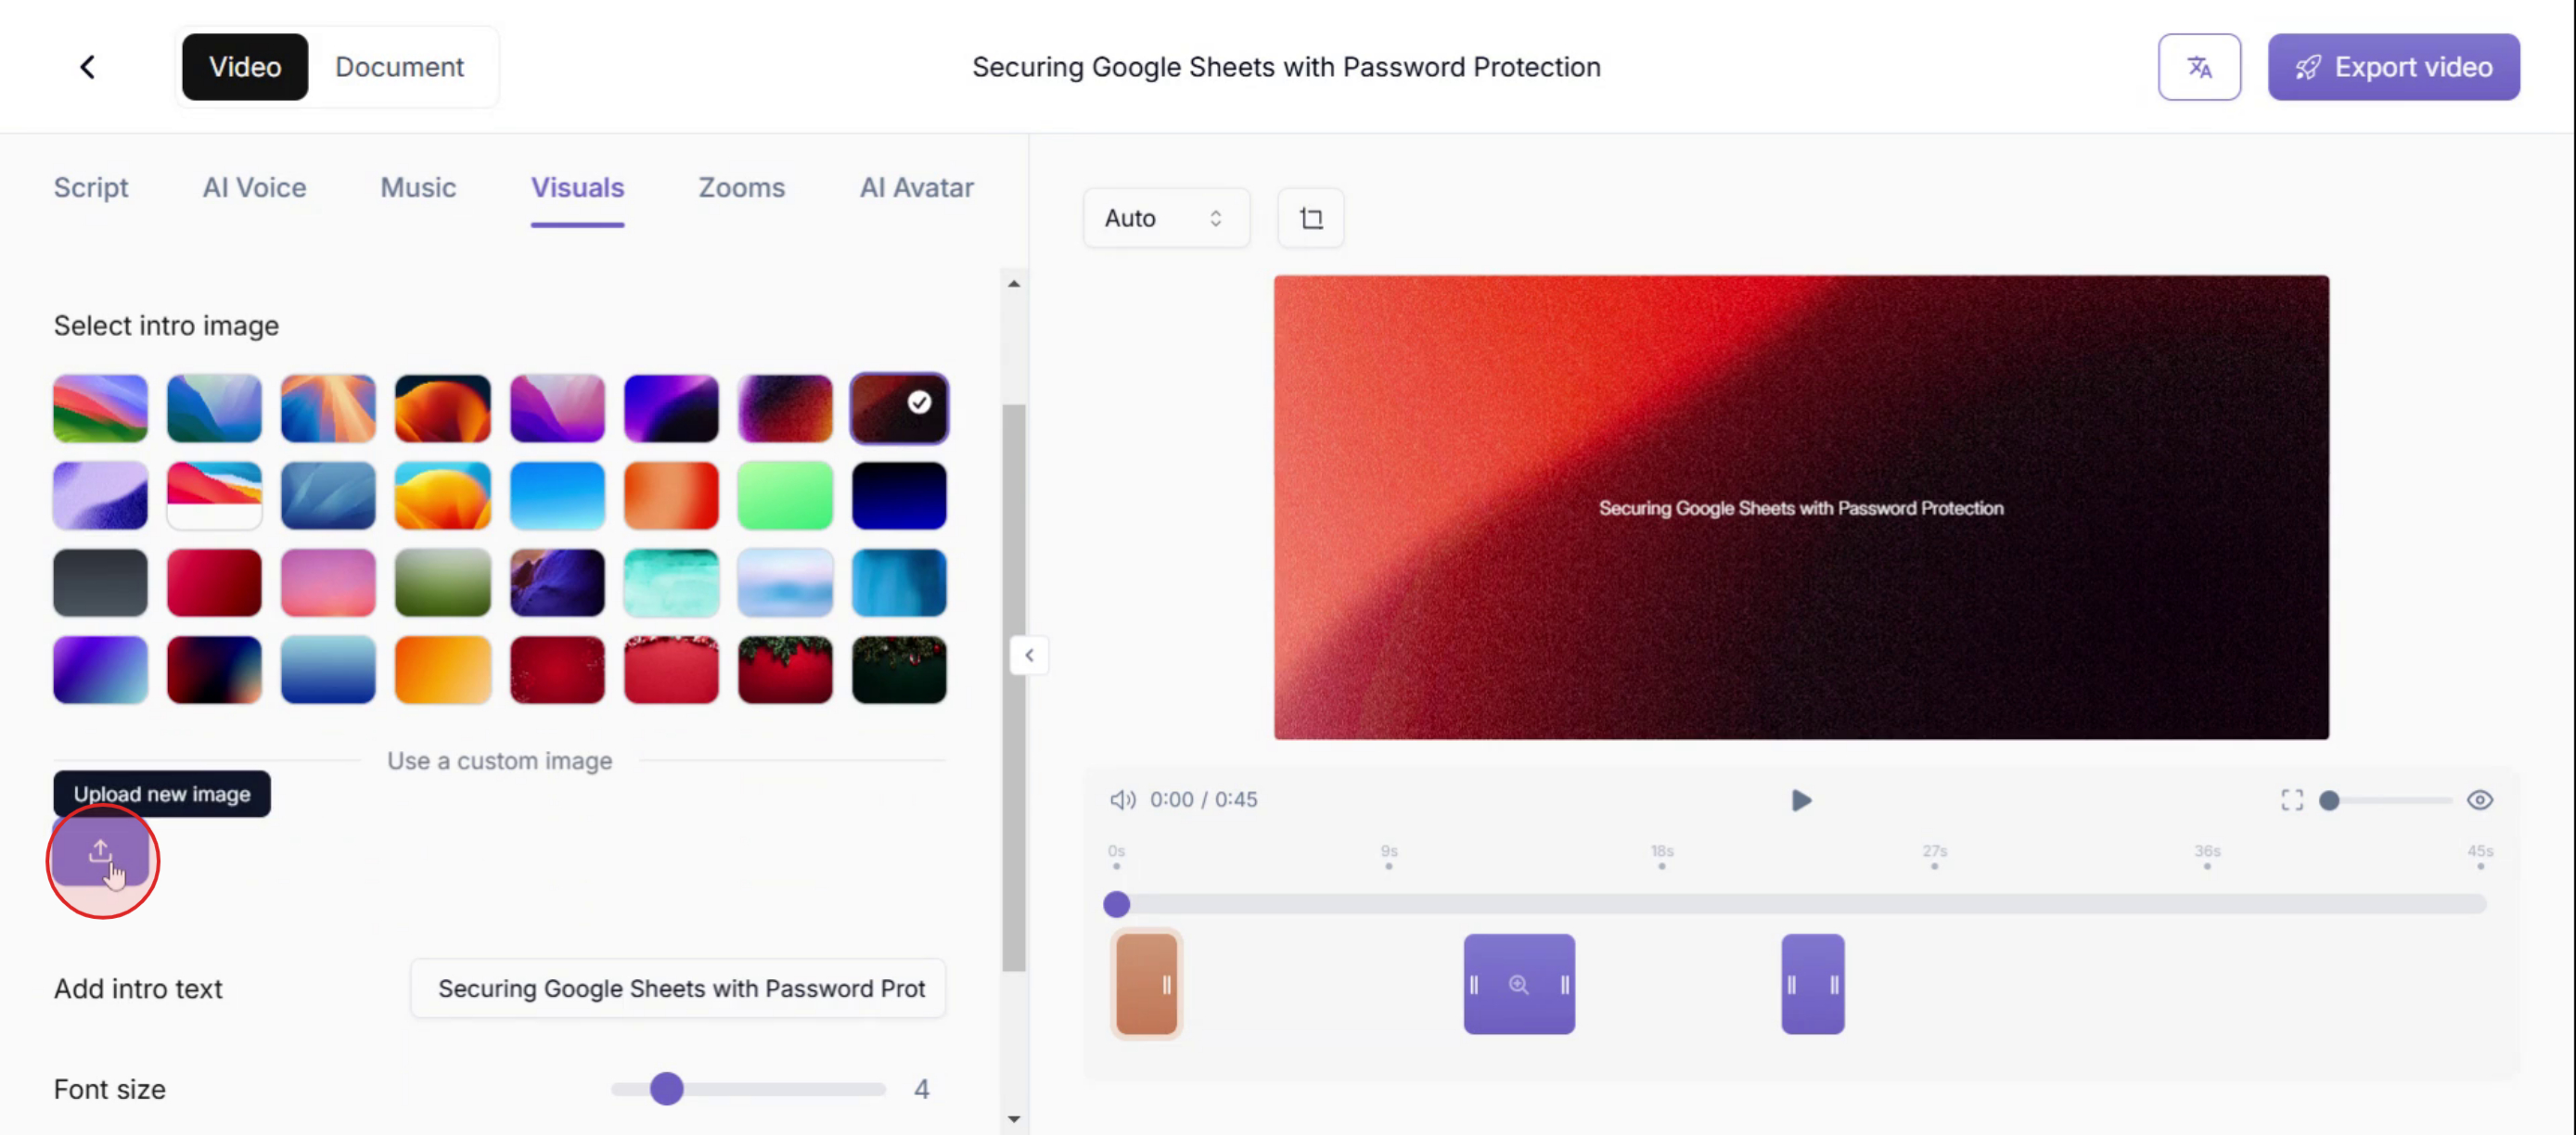 Video Document
Securing Google Sheets with Password Protection
Export video
Script AI Voice Music Visuals Zooms AI Avatar
Auto
Select intro image
Securing Google Sheets with Password Protection
Use a custom image
Upload new image
0:00 / 0:45
0s 9s 18s 27s 36s 45s
Add intro text
Securing Google Sheets with Password Prot
Font size
4